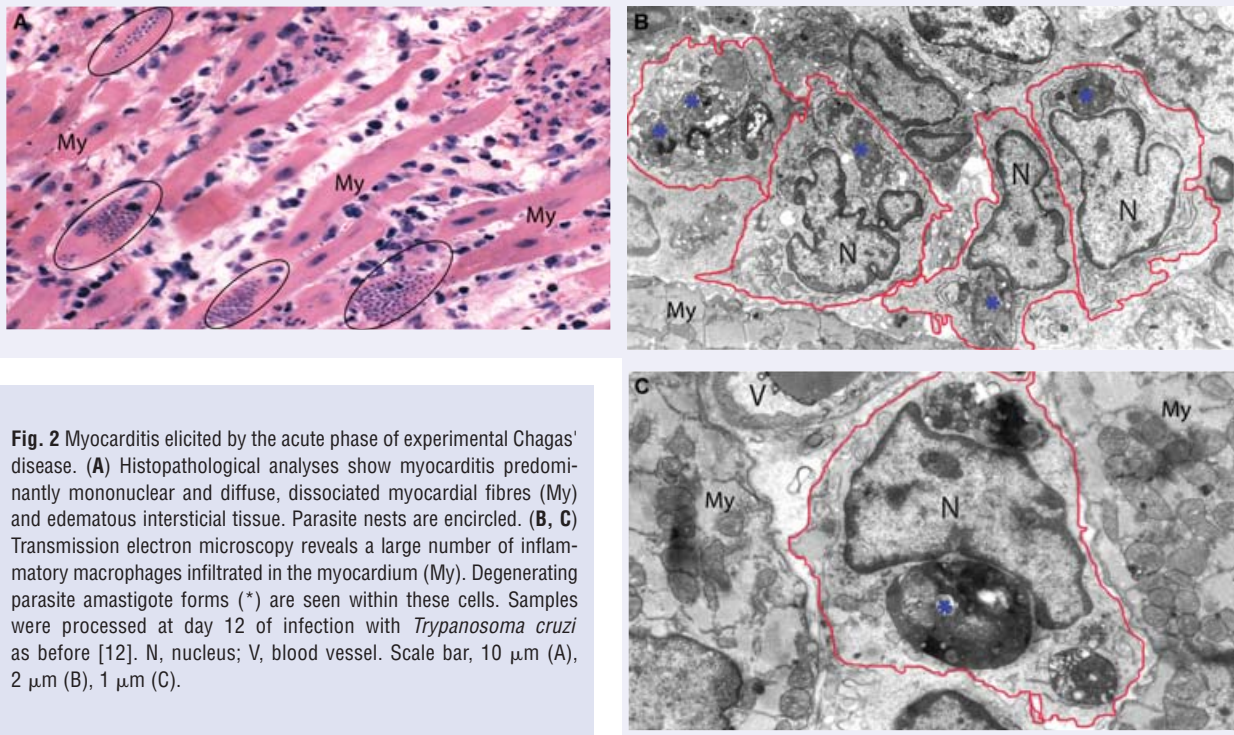 A
My
My
My
B
*
*
*
*
*
N
N
N
My
C
V
My
My
N
*
Fig. 2 Myocarditis elicited by the acute phase of experimental Chagas'
disease. (A) Histopathological analyses show myocarditis predomi-
nantly mononuclear and diffuse, dissociated myocardial fibres (My)
and edematous intersticial tissue. Parasite nests are encircled. (B, C)
Transmission electron microscopy reveals a large number of inflam-
matory macrophages infiltrated in the myocardium (My). Degenerating
parasite amastigote forms (*) are seen within these cells. Samples
were processed at day 12 of infection with Trypanosoma cruzi
as before [12]. N, nucleus; V, blood vessel. Scale bar, 10 μm (A),
2 μm (B), 1 μm (C).